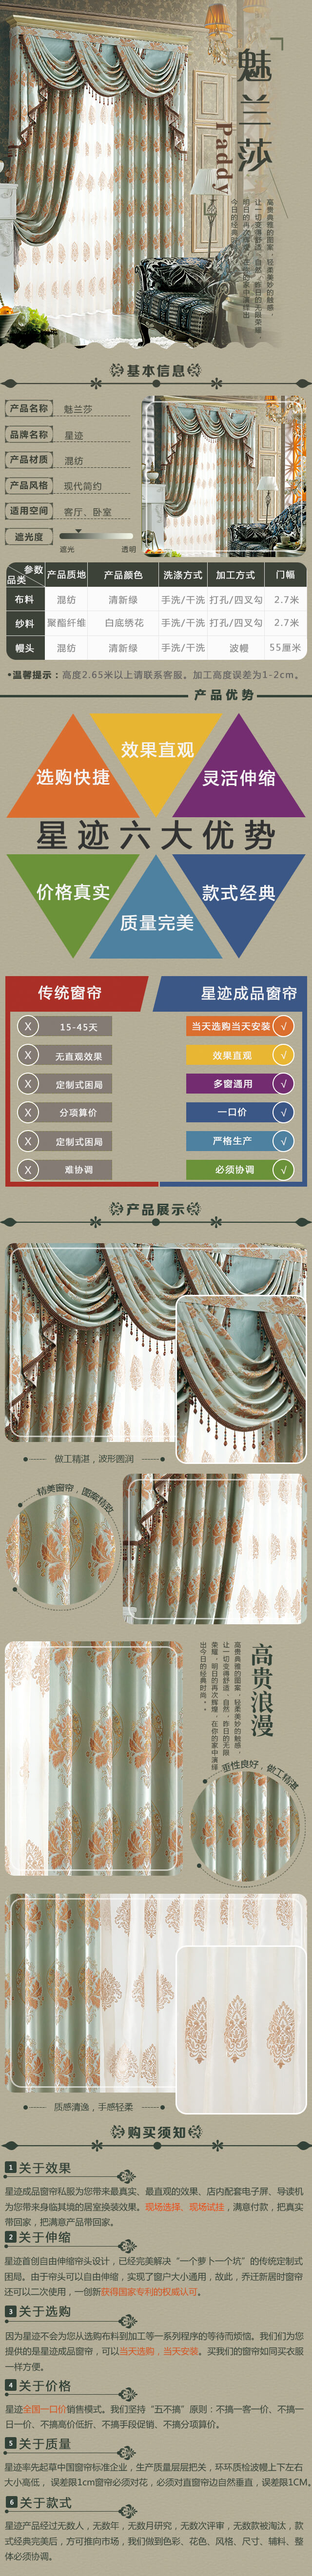 魅兰莎
Paddy
高贵典雅的图案，轻柔美妙的触感，
让一切变得舒适、自然。昨日的无限荣耀，
明日的再次辉煌，在你的家中演绎出
今日的经典时尚。
基本信息
产品名称 魅兰莎
品牌名称 星迹
产品材质 混纺
产品风格 现代简约
适用空间 客厅、卧室
遮光度
遮光 透明
参数 品类 产品质地 产品颜色 洗涤方式 加工方式 门幅
布料 混纺 清新绿 手洗/干洗 打孔/四叉勾 2.7米
纱料 聚酯纤维 白底绣花 手洗/干洗 打孔/四叉勾 2.7米
幔头 混纺 清新绿 手洗/干洗 波幔 55厘米
•温馨提示：高度2.65米以上请联系客服。加工高度误差为1-2cm。
产品优势
选购快捷 效果直观 灵活伸缩
星迹六大优势
价格真实 质量完美 款式经典
传统窗帘 星迹成品窗帘
X 15-45天 当天选购当天安装 √
X 无直观效果 效果直观 √
X 定制式困局 多窗通用 √
X 分项算价 一口价 √
X 定制式困局 严格生产 √
X 难协调 必须协调 √
产品展示
做工精湛，波形圆润
精美窗帘，图案精致
高贵浪漫
高贵典雅的图案，轻柔美妙的触感，
让一切变得舒适、自然。昨日的无限
荣耀，明日的再次辉煌，在你的家中演绎
出今日的经典时尚。
垂性良好，做工精湛
质感清逸，手感轻柔
购买须知
1 关于效果
星迹成品窗帘私服为您带来最真实、最直观的效果、店内配套电子屏、导读机
为您带来身临其境的居室换装效果。现场选择、现场试挂，满意付款，把真实
带回家，把满意产品带回家。
2 关于伸缩
星迹首创自由伸缩帘头设计，已经完美解决“一个萝卜一个坑”的传统定制式
困局。由于帘头可以自由伸缩，实现了窗户大小通用，故此，乔迁新居时窗帘
还可以二次使用，一创新获得国家专利的权威认可。
3 关于选购
因为星迹不会为您从选购布料到加工等一系列程序的等待而烦恼。我们们为您
提供的是星迹成品窗帘，可以当天选购，当天安装。买我们的窗帘如同买衣服
一样方便。
4 关于价格
星迹全国一口价销售模式。我们坚持“五不搞”原则：不搞一客一价、不搞一
日一价、不搞高价低折、不搞手段促销、不搞分项算价。
5 关于质量
星迹率先起草中国窗帘标准企业，生产质量层层把关，环环质检波幔上下左右
大小高低， 误差限1cm窗帘必须对花，必须对直窗帘边自然垂直，误差限1CM。
6 关于款式
星迹产品经过无数人，无数年，无数月研究，无数次评审，无数款被淘汰，款
式经典完美后，方可推向市场，我们做到色彩、花色、风格、尺寸、辅料、整
体必须协调。